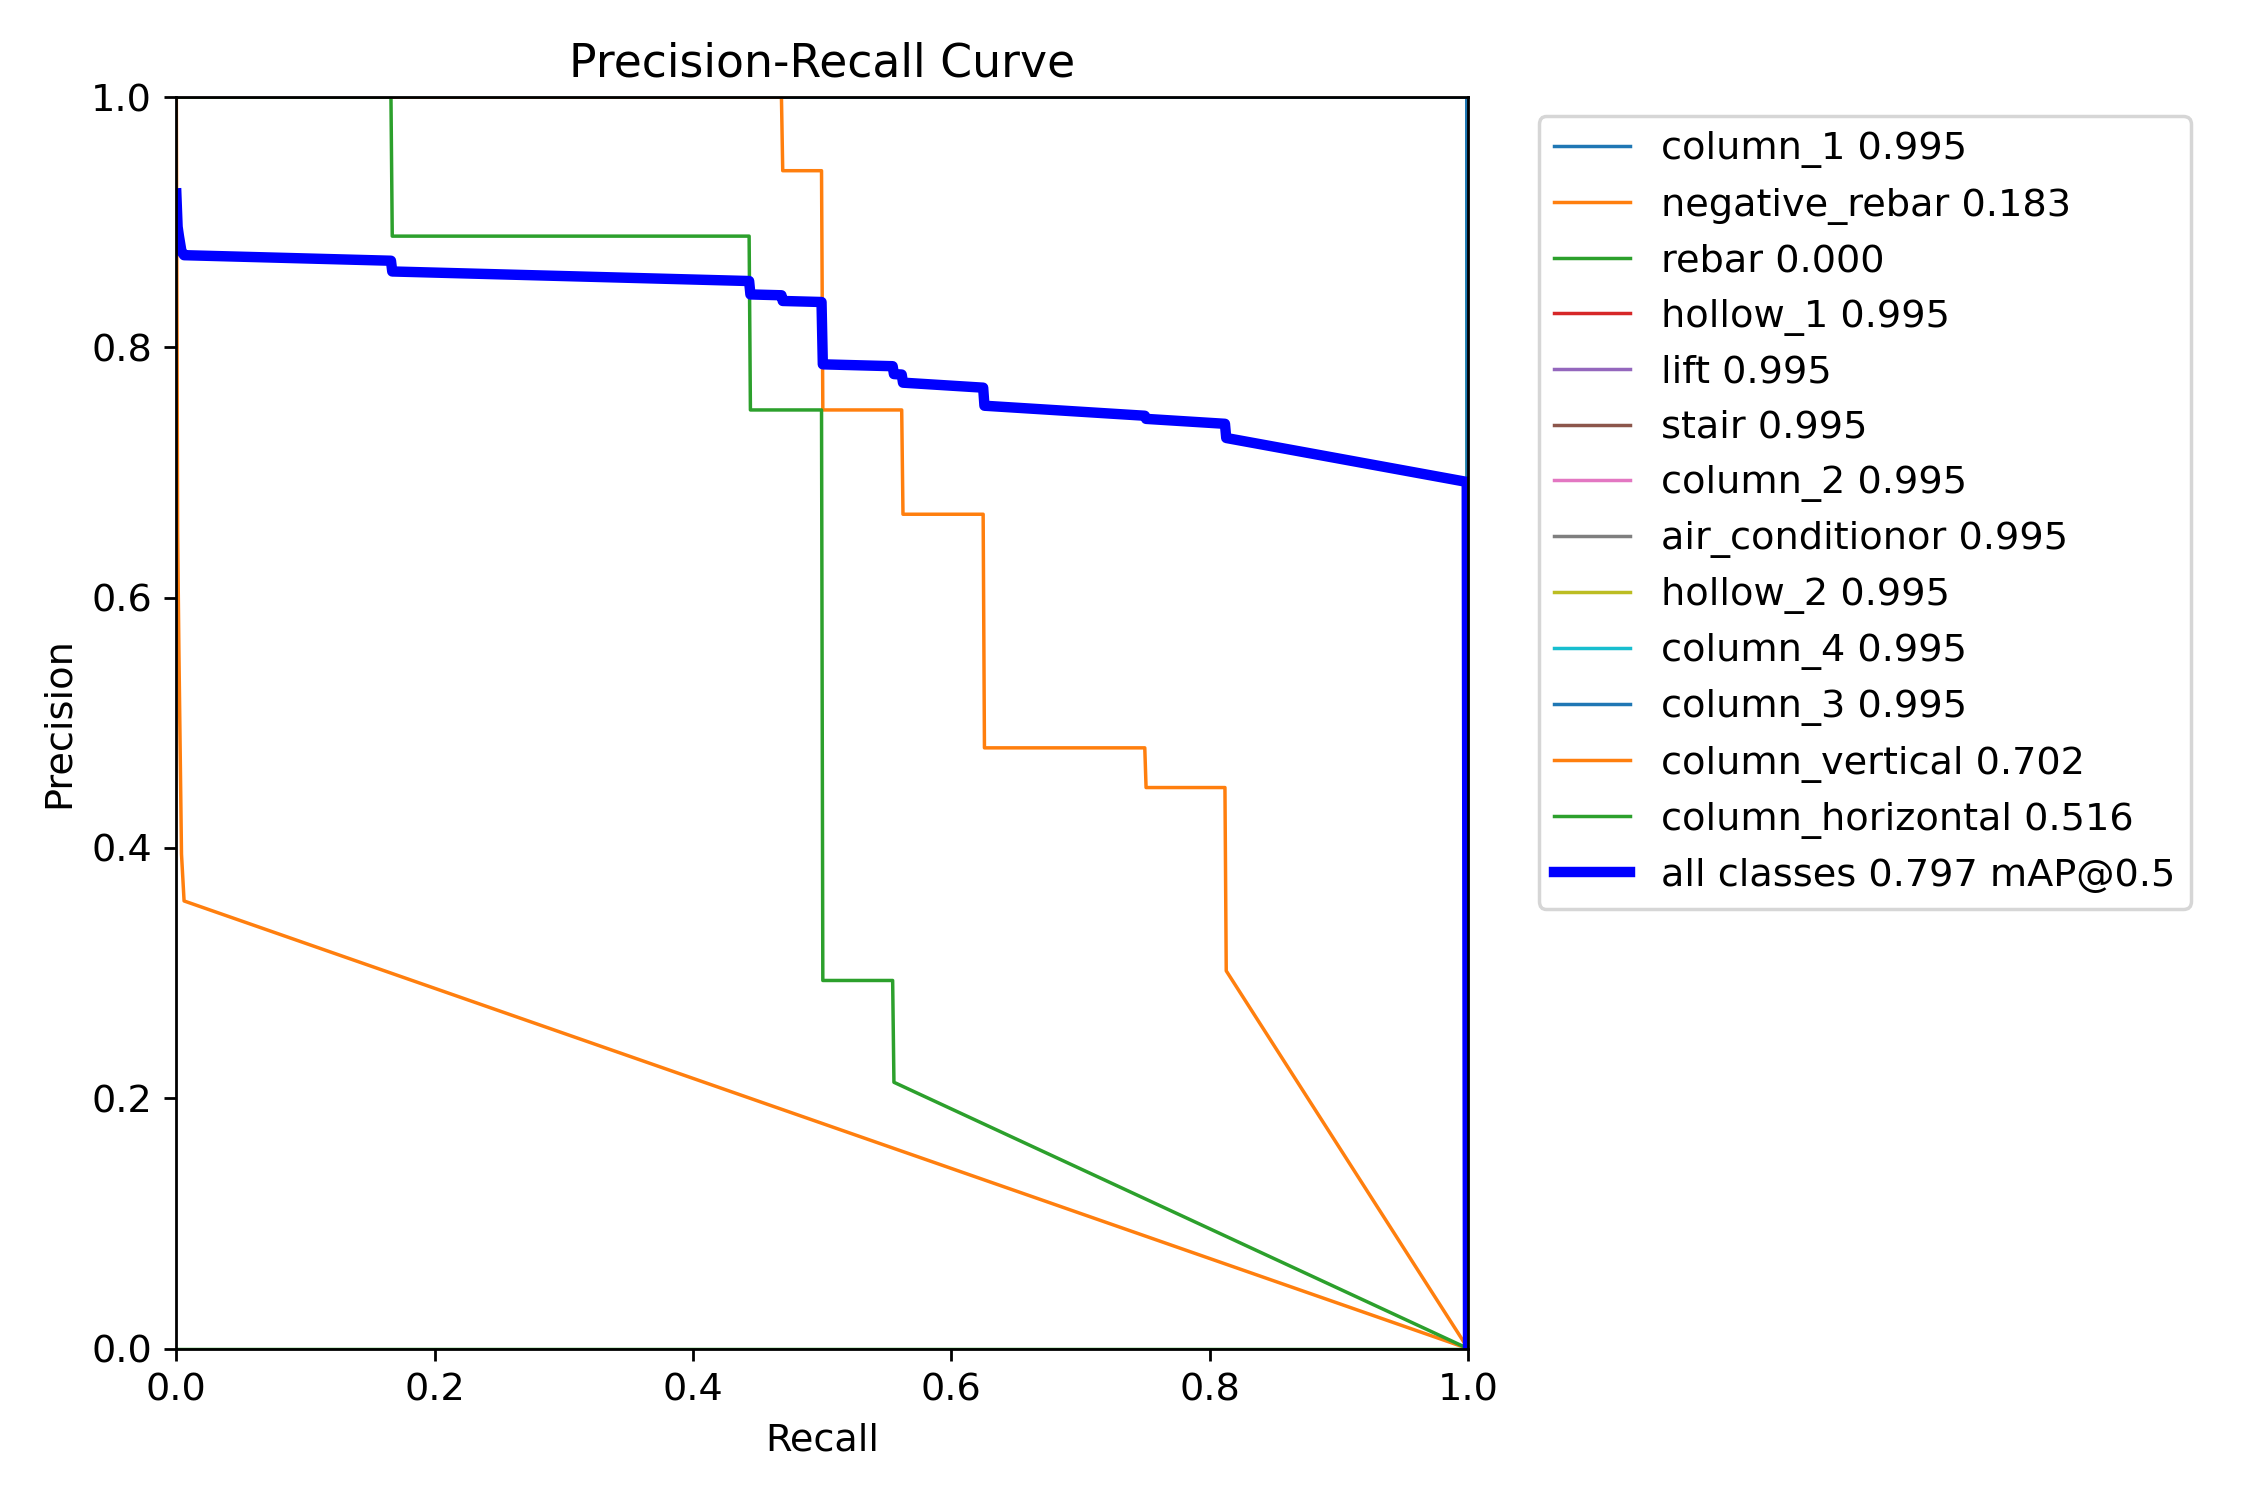 Precision-Recall Curve
1.0
0.8
0.6
0.4
0.2
0.0
Precision
0.0 0.2 0.4 0.6 0.8 1.0
Recall
column_1 0.995
negative_rebar 0.183
rebar 0.000
hollow_1 0.995
lift 0.995
stair 0.995
column_2 0.995
air_conditionor 0.995
hollow_2 0.995
column_4 0.995
column_3 0.995
column_vertical 0.702
column_horizontal 0.516
all classes 0.797 mAP@0.5